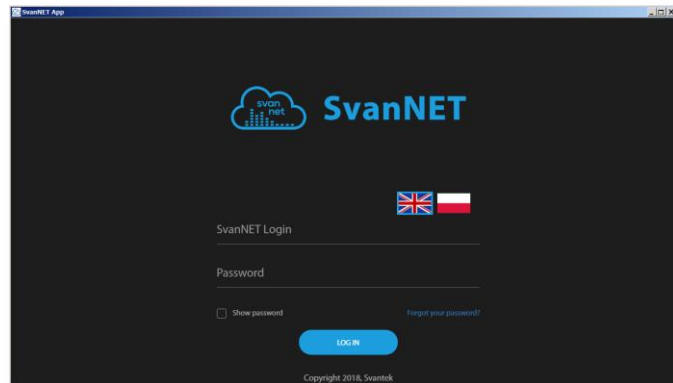 SvanNET App
svan
net
SvanNET
SvanNET Login
Password
Show password
Forgot your password?
LOG IN
Copyright 2018, Svantek